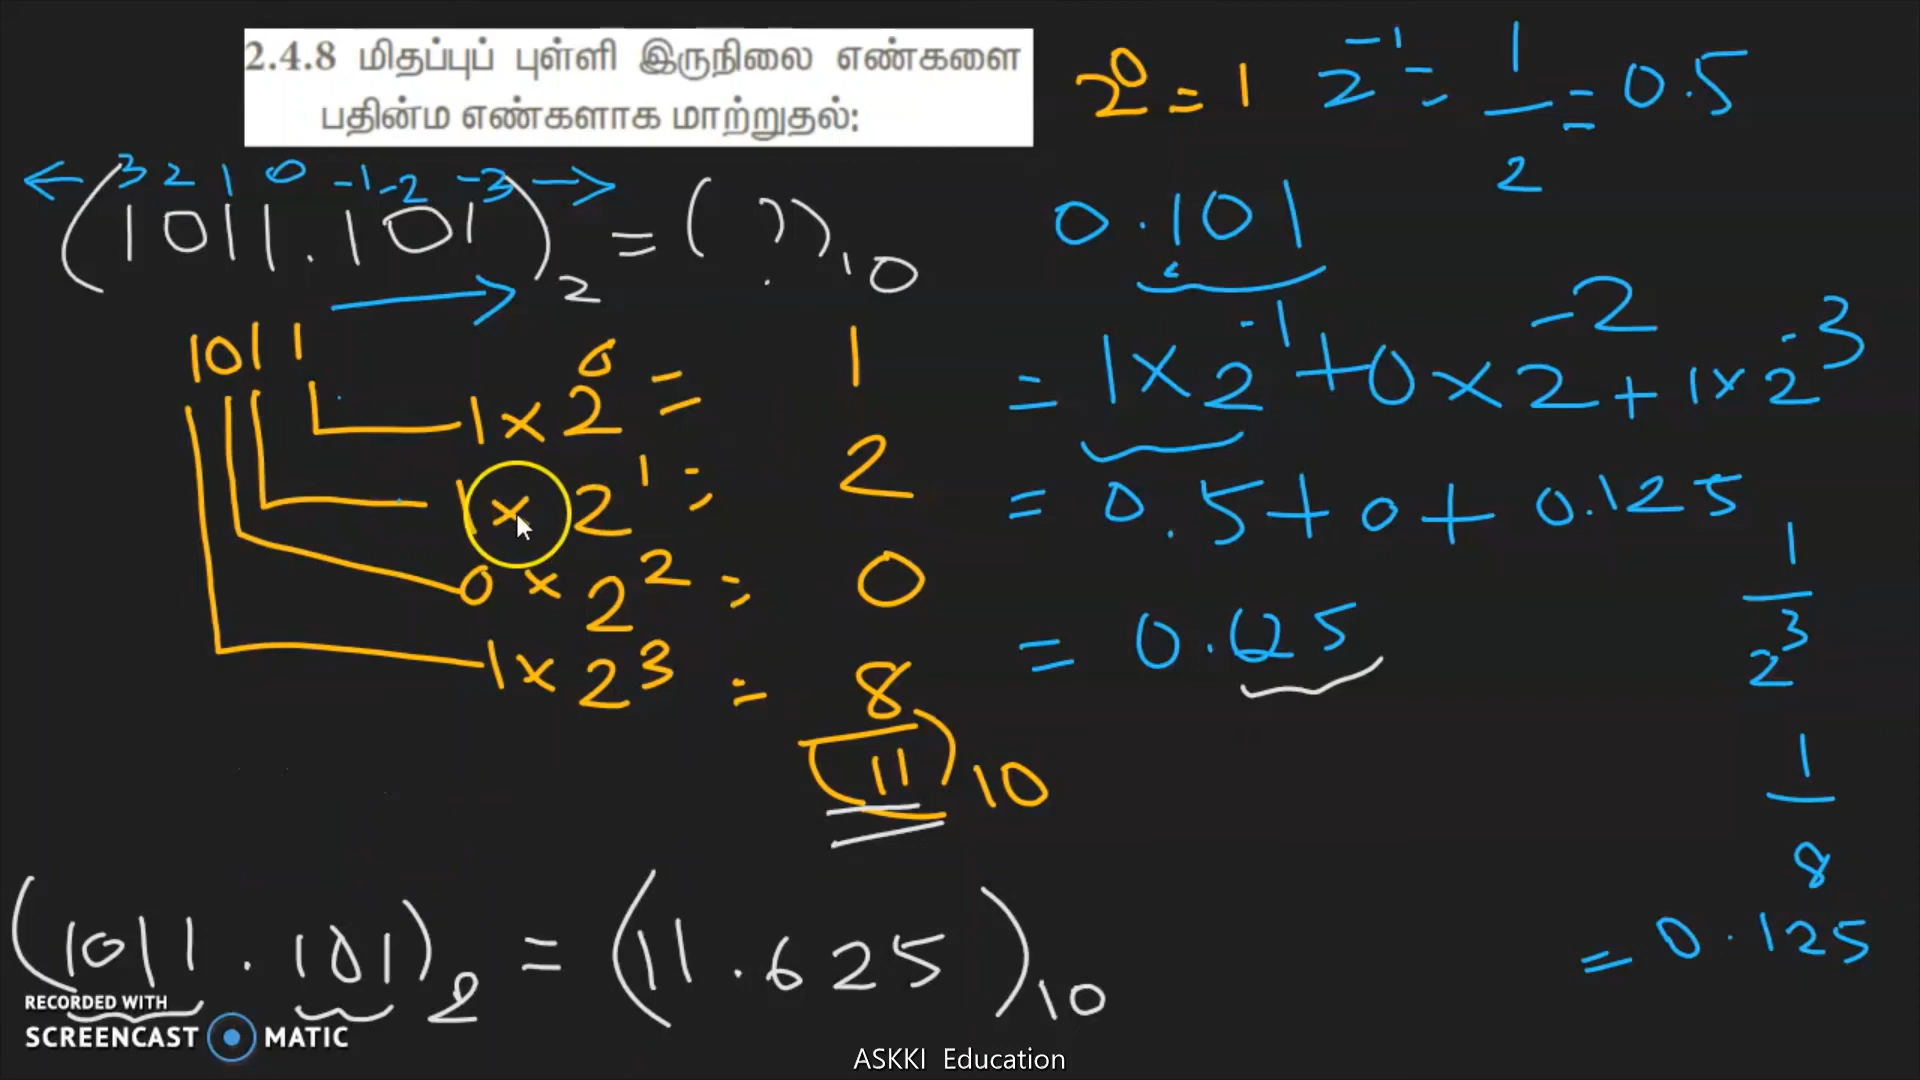 2.4.8 மிதப்புப் புள்ளி இருநிலை எண்களை
பதின்ம எண்களாக மாற்றுதல்:
2⁰ = 1
2⁻¹ = 1/2 = 0.5
← 3 2 1 0 -1 -2 -3 →
(1011.101)₂ = (?)₁₀
→
1011
1 × 2⁰ = 1
1 × 2¹ = 2
0 × 2² = 0
1 × 2³ = 8
(11)₁₀
0.101
= 1 × 2⁻¹ + 0 × 2⁻² + 1 × 2⁻³
= 0.5 + 0 + 0.125
= 0.625
1/2³
1/8
= 0.125
(1011.101)₂ = (11.625)₁₀
RECORDED WITH
SCREENCAST MATIC
ASKKI Education